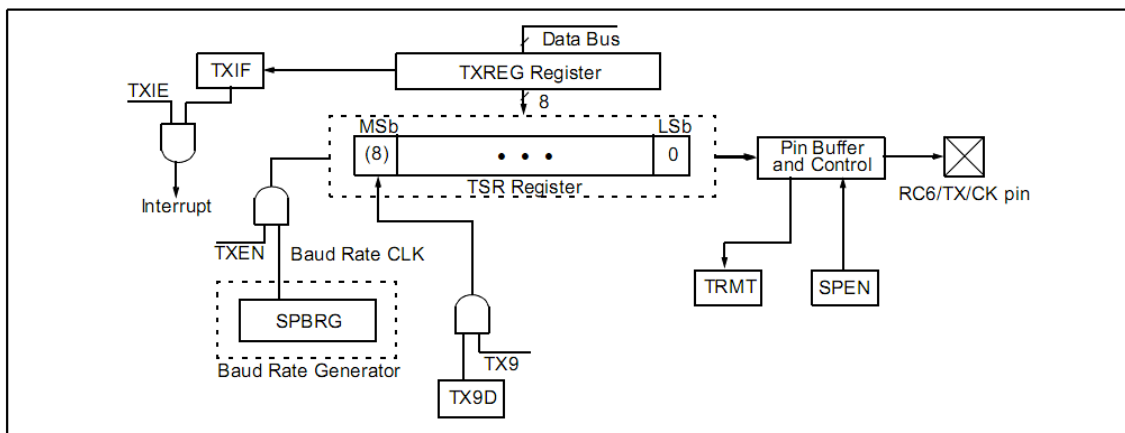 Data Bus
TXIF
TXREG Register
TXIE
8
MSb
LSb
(8)
• • •
0
Pin Buffer
and Control
TSR Register
Interrupt
RC6/TX/CK pin
TXEN
Baud Rate CLK
TRMT
SPEN
SPBRG
TX9
Baud Rate Generator
TX9D